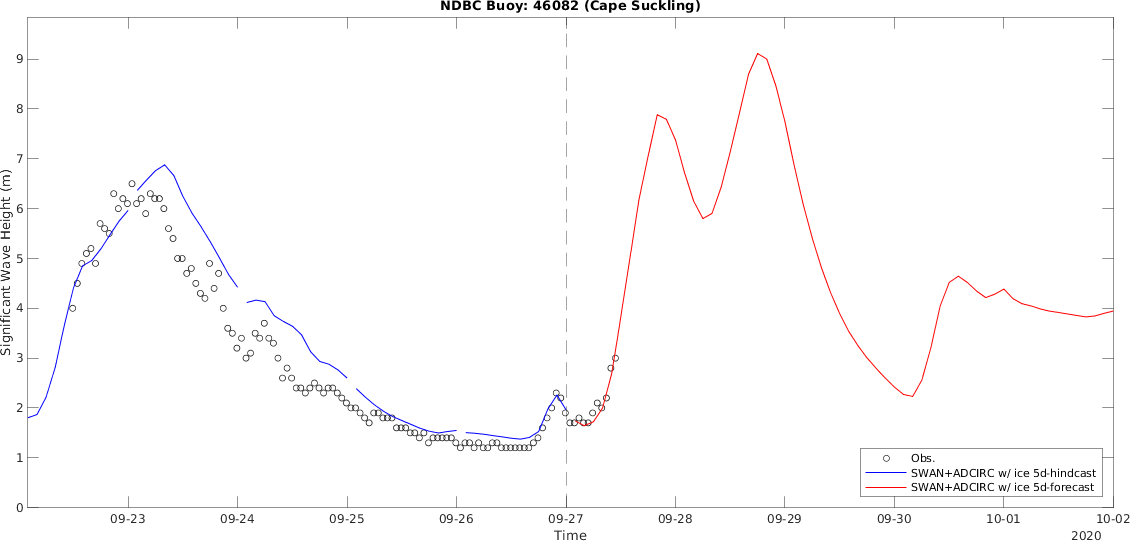 NDBC Buoy: 46082 (Cape Suckling)
Significant Wave Height (m)
9
8
7
6
5
4
3
2
1
0
Obs.
SWAN+ADCIRC w/ ice 5d-hindcast
SWAN+ADCIRC w/ ice 5d-forecast
09-23 09-24 09-25 09-26 09-27 09-28 09-29 09-30 10-01 10-02
Time
2020